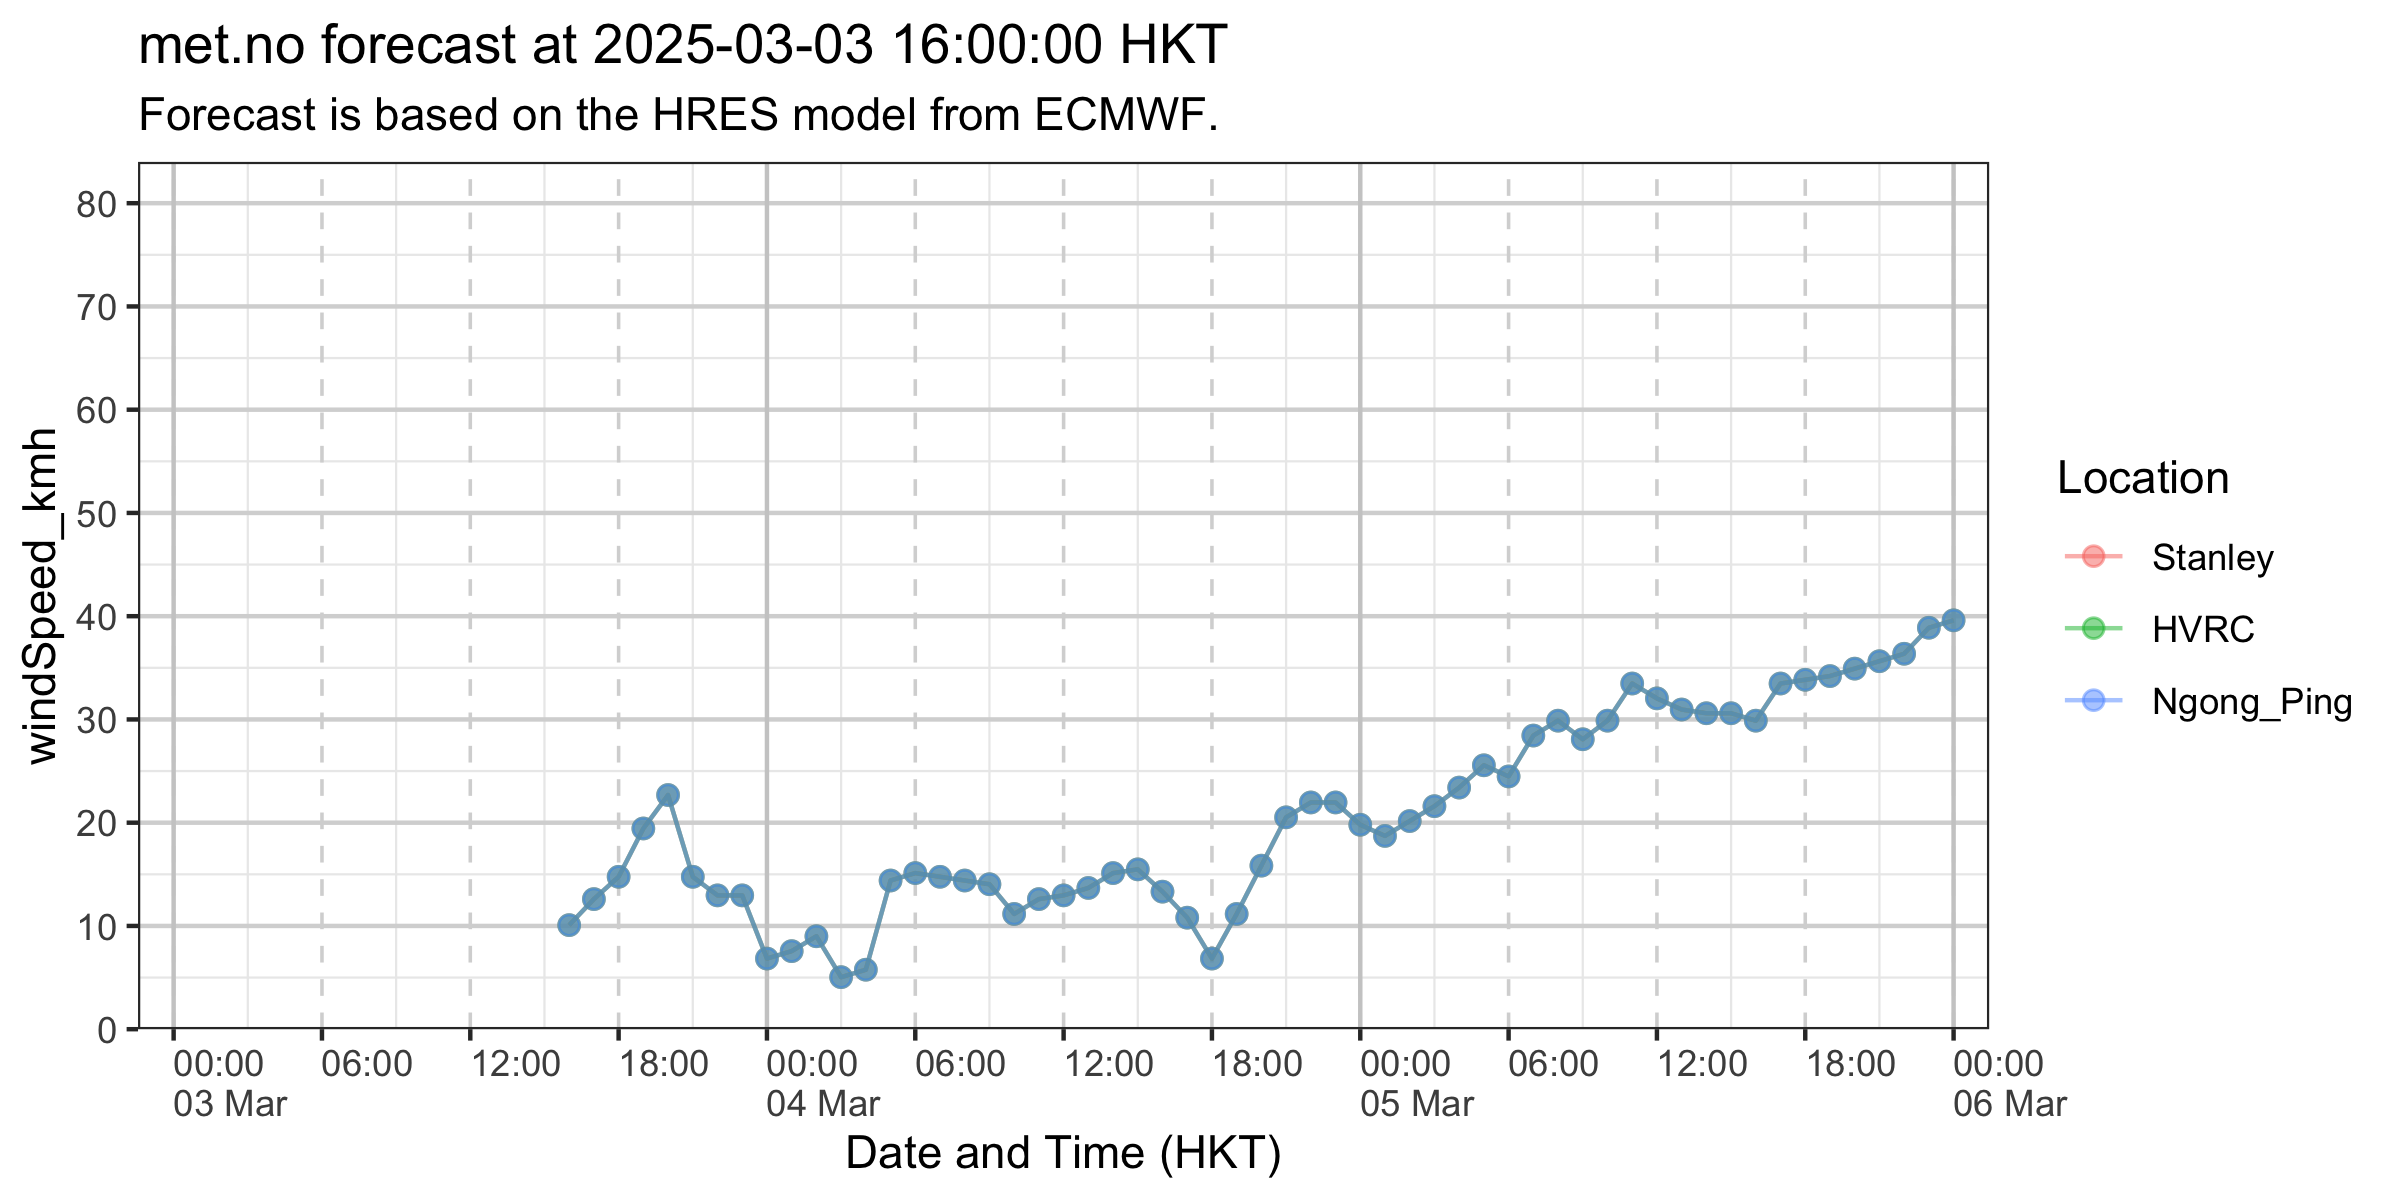 met.no forecast at 2025-03-03 16:00:00 HKT
Forecast is based on the HRES model from ECMWF.
windSpeed_kmh
80
70
60
50
40
30
20
10
0
00:00 06:00 12:00 18:00 00:00 06:00 12:00 18:00 00:00 06:00 12:00 18:00 00:00
03 Mar 04 Mar 05 Mar 06 Mar
Date and Time (HKT)
Location
Stanley
HVRC
Ngong_Ping